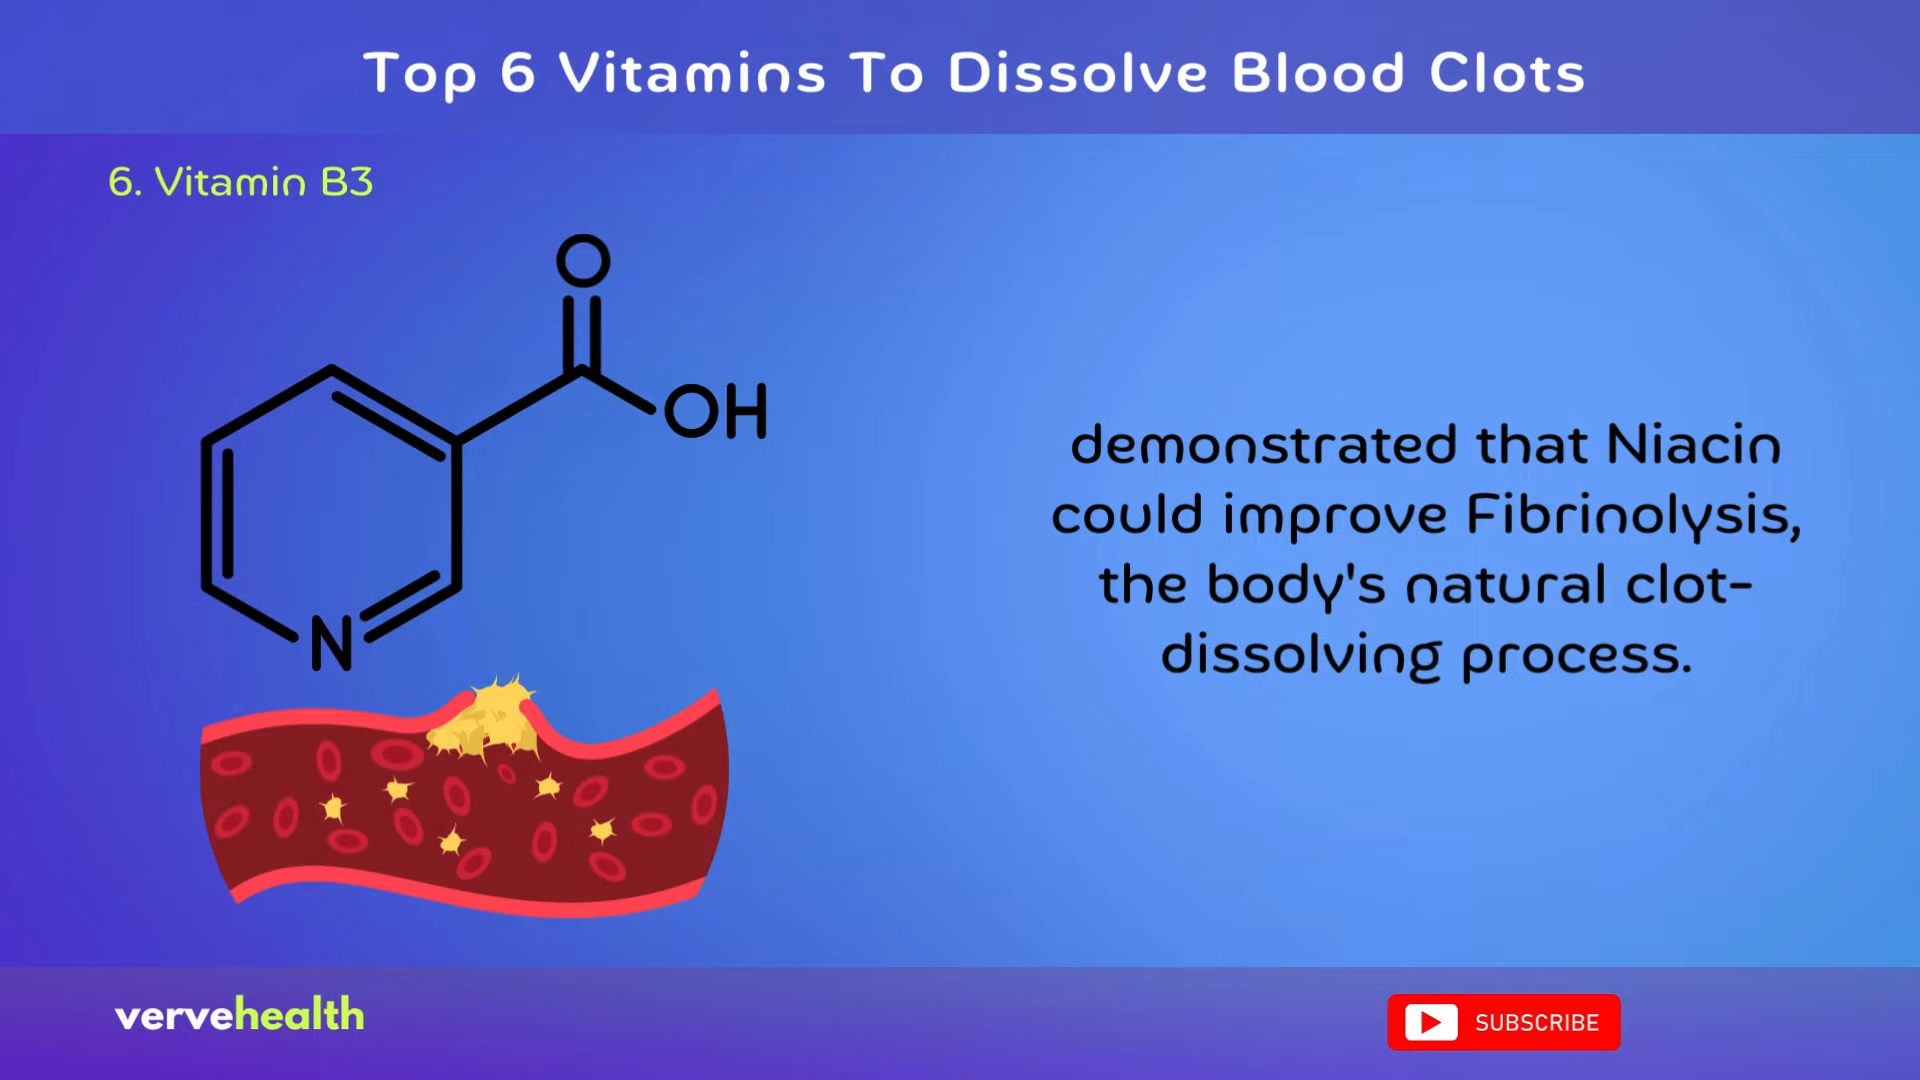 Top 6 Vitamins To Dissolve Blood Clots
6. Vitamin B3
O
OH
N
demonstrated that Niacin
could improve Fibrinolysis,
the body's natural clot-
dissolving process.
vervehealth
SUBSCRIBE